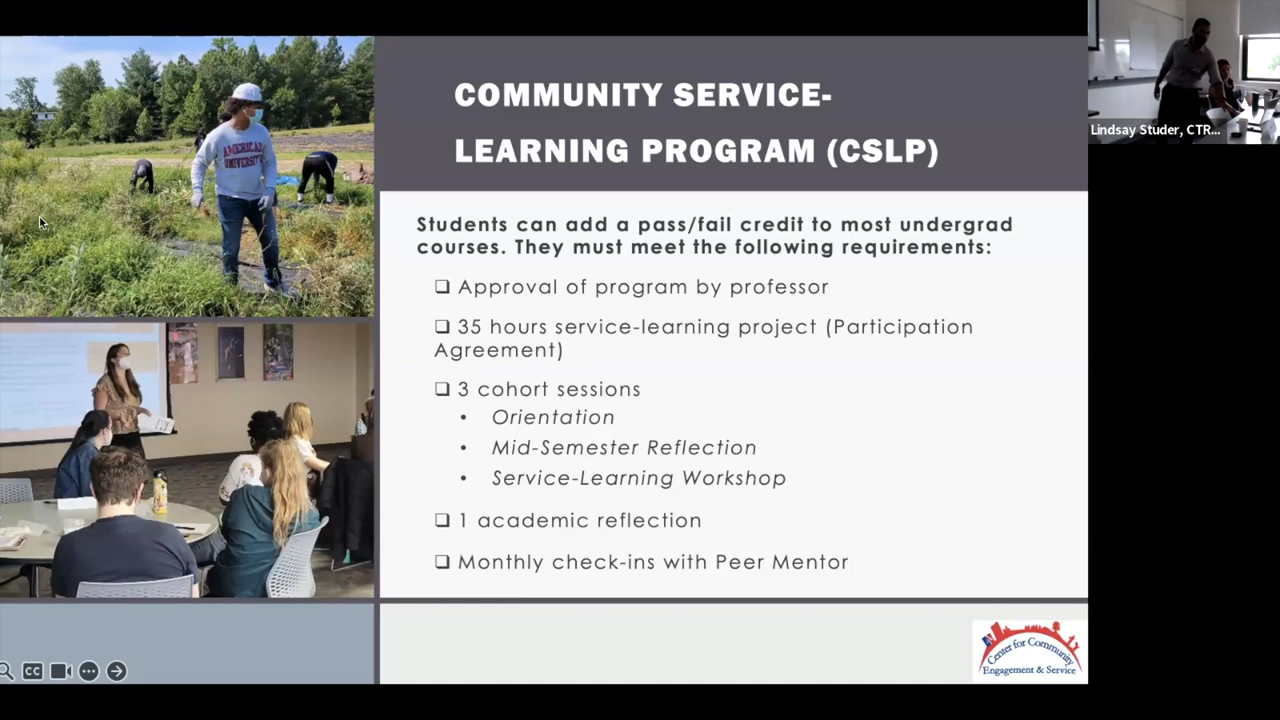 COMMUNITY SERVICE-
LEARNING PROGRAM (CSLP)
Students can add a pass/fail credit to most undergrad
courses. They must meet the following requirements:
❑ Approval of program by professor
❑ 35 hours service-learning project (Participation
Agreement)
❑ 3 cohort sessions
• Orientation
• Mid-Semester Reflection
• Service-Learning Workshop
❑ 1 academic reflection
❑ Monthly check-ins with Peer Mentor
Lindsay Studer, CTR...
AMERICAN
UNIVERSITY
Center for Community
Engagement & Service
CC